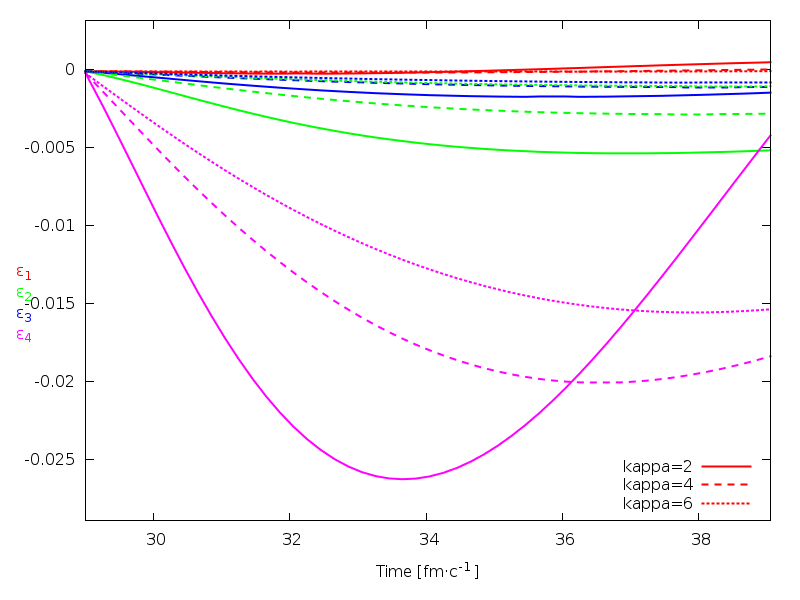 0
-0.005
-0.01
-0.015
-0.02
-0.025
ε1
ε2
ε3
ε4
kappa=2
kappa=4
kappa=6
30 32 34 36 38
Time [fm·c-1]